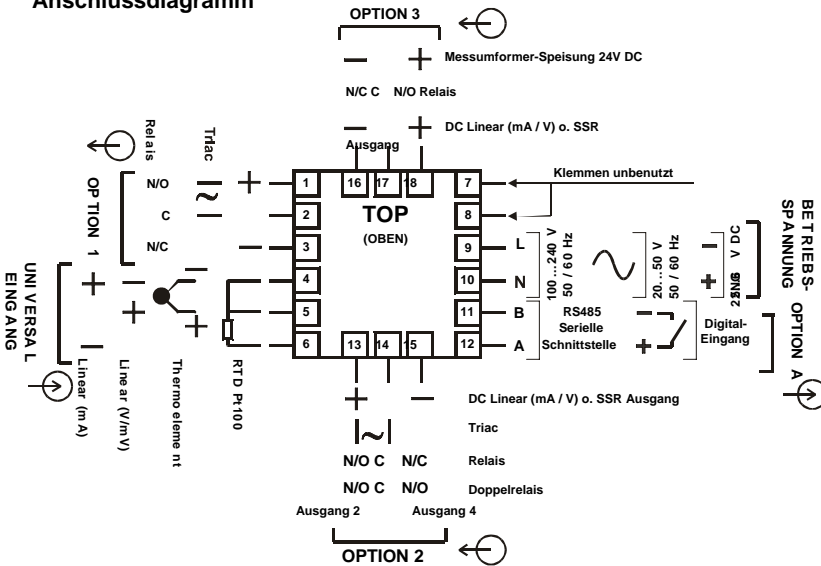 Anschlussdiagramm
OPTION 3
Messumformer-Speisung 24V DC
N/C C N/O Relais
DC Linear (mA / V) o. SSR
Ausgang
Relais
Triac
N/O
C
N/C
OPTION 1
1
2
3
4
5
6
16 17 18
TOP
(OBEN)
7
8
9
10
11
12
13 14 15
Klemmen unbenutzt
L
N
B
A
100...240 V
50 / 60 Hz
20...50 V
50 / 60 Hz
V DC
BETRIEBS-
SPANNUNG
RS485
Serielle
Schnittstelle
Digital-
Eingang
OPTION A
UNIVERSAL
EINGANG
Linear (mA)
Linear (V/mV)
Thermoelement
RTD Pt100
DC Linear (mA / V) o. SSR Ausgang
Triac
N/O C N/C Relais
N/O C N/O Doppelrelais
Ausgang 2 Ausgang 4
OPTION 2